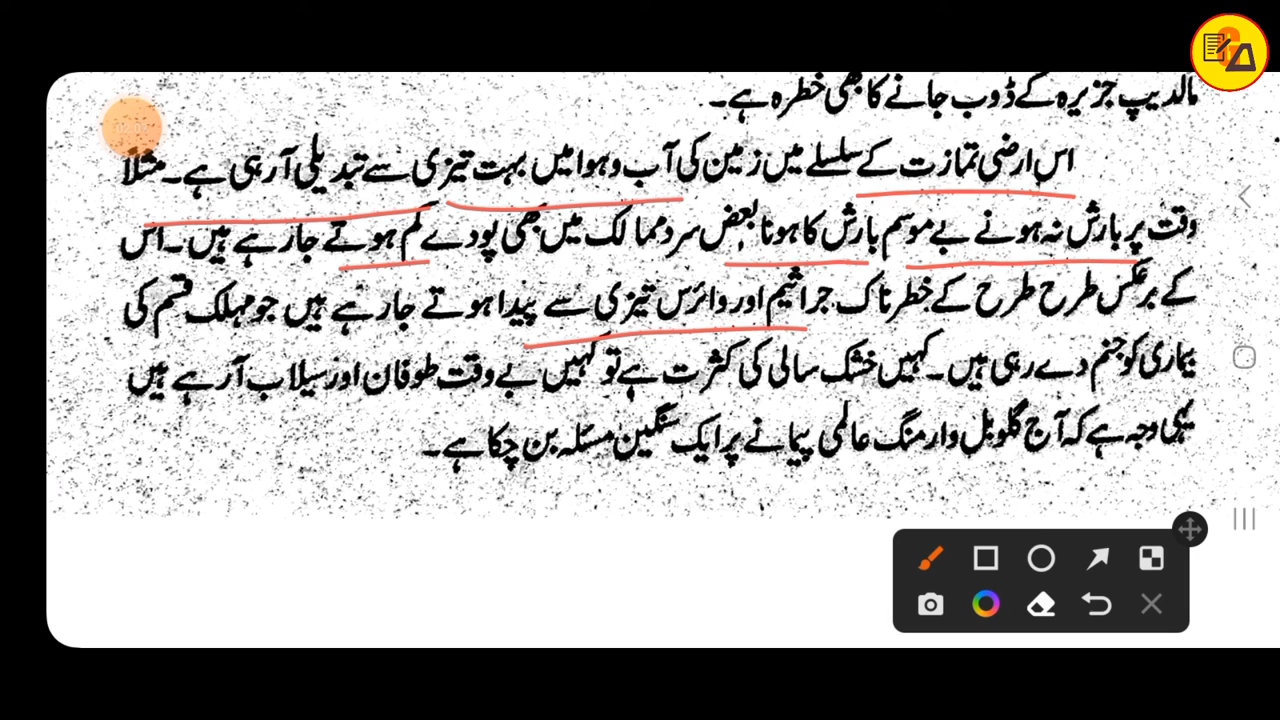 مالدیپ جزیرہ کے ڈوب جانے کا بھی خطرہ ہے۔
اس ارضی تمازت کے سلسلے میں زمین کی آب وہوا میں بہت تیزی سے تبدیلی آرہی ہے۔ مثلاً
وقت پر بارش نہ ہونے بے موسم بارش کا ہونا بعض سرد ممالک میں بھی پودے کم ہوتے جارہے ہیں۔ اس
کے برعکس طرح طرح کے خطرناک جراثیم اور وائرس تیزی سے پیدا ہوتے جارہے ہیں جو مہلک قسم کی
بیماری کو جنم دے رہی ہیں۔ کہیں خشک سالی کی کثرت ہے تو کہیں بے وقت طوفان اور سیلاب آرہے ہیں
یہی وجہ ہے کہ آج گلوبل وارمنگ عالمی پیمانے پر ایک سنگین مسئلہ بن چکا ہے۔